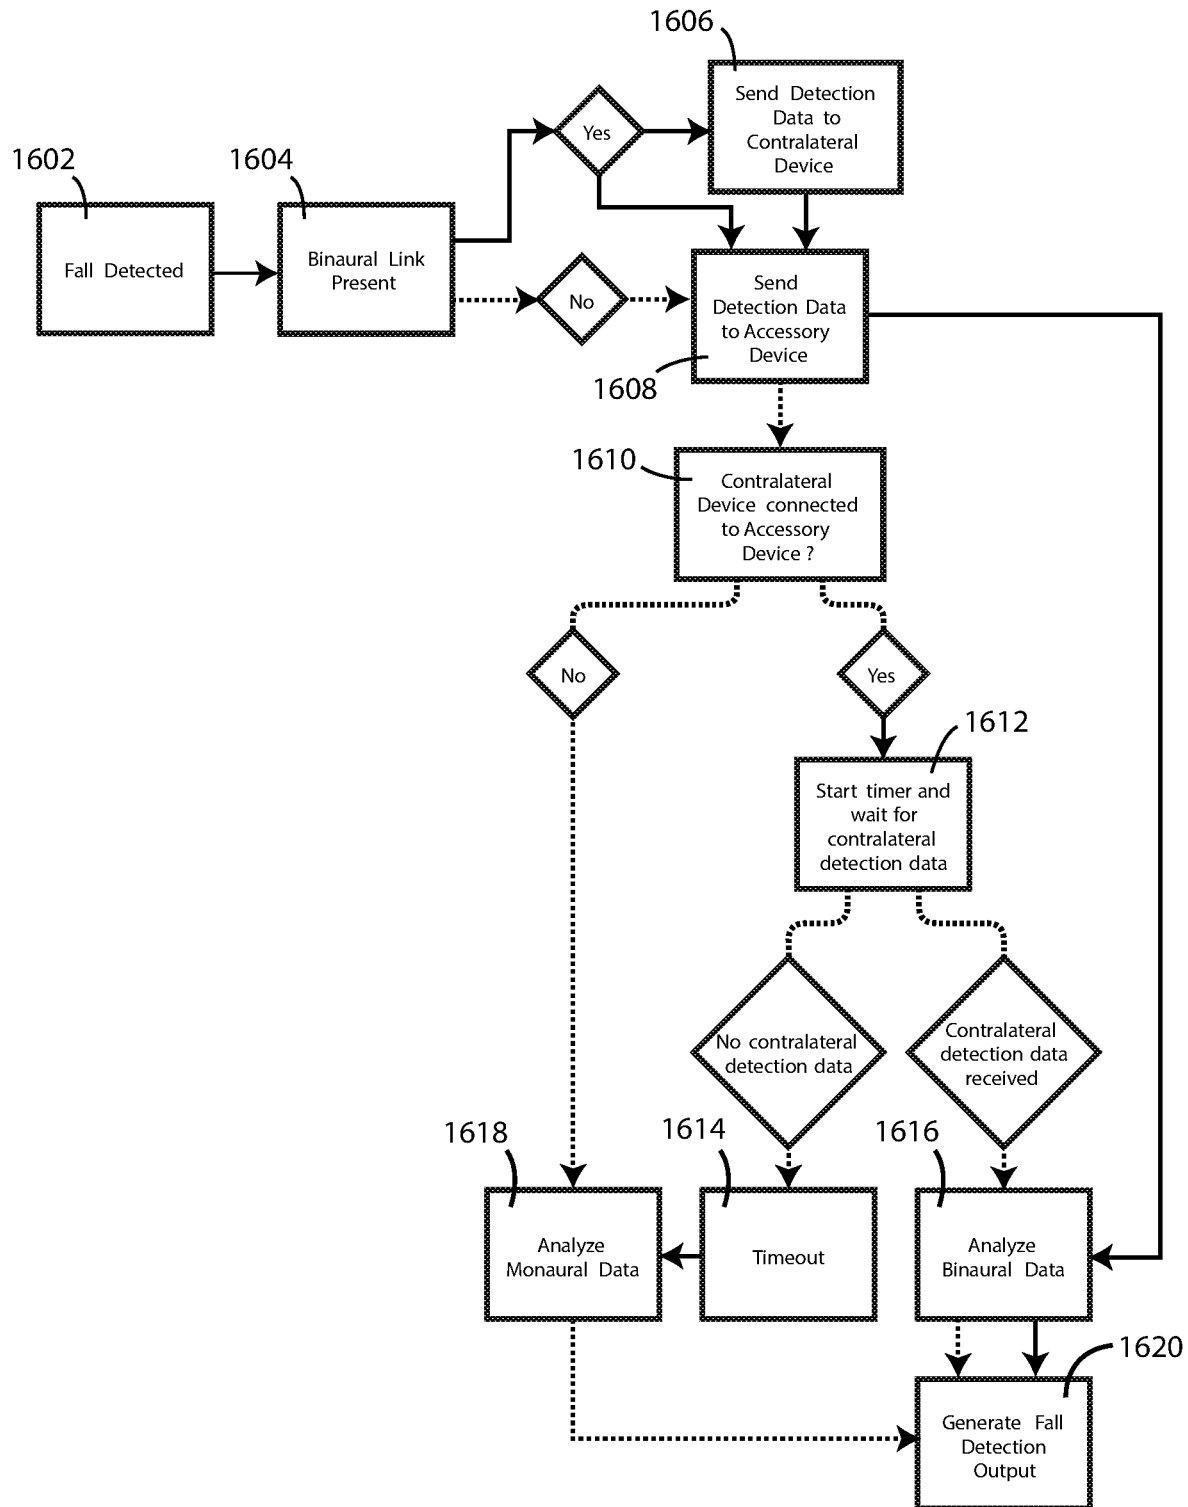 1606
Send Detection
Data to
Contralateral
Device
Yes
1602
Fall Detected
1604
Binaural Link
Present
No
Send
Detection Data
to Accessory
Device
1608
1610
Contralateral
Device connected
to Accessory
Device ?
No
Yes
1612
Start timer and
wait for
contralateral
detection data
No contralateral
detection data
Contralateral
detection data
received
1618
Analyze
Monaural Data
1614
Timeout
1616
Analyze
Binaural Data
1620
Generate Fall
Detection
Output